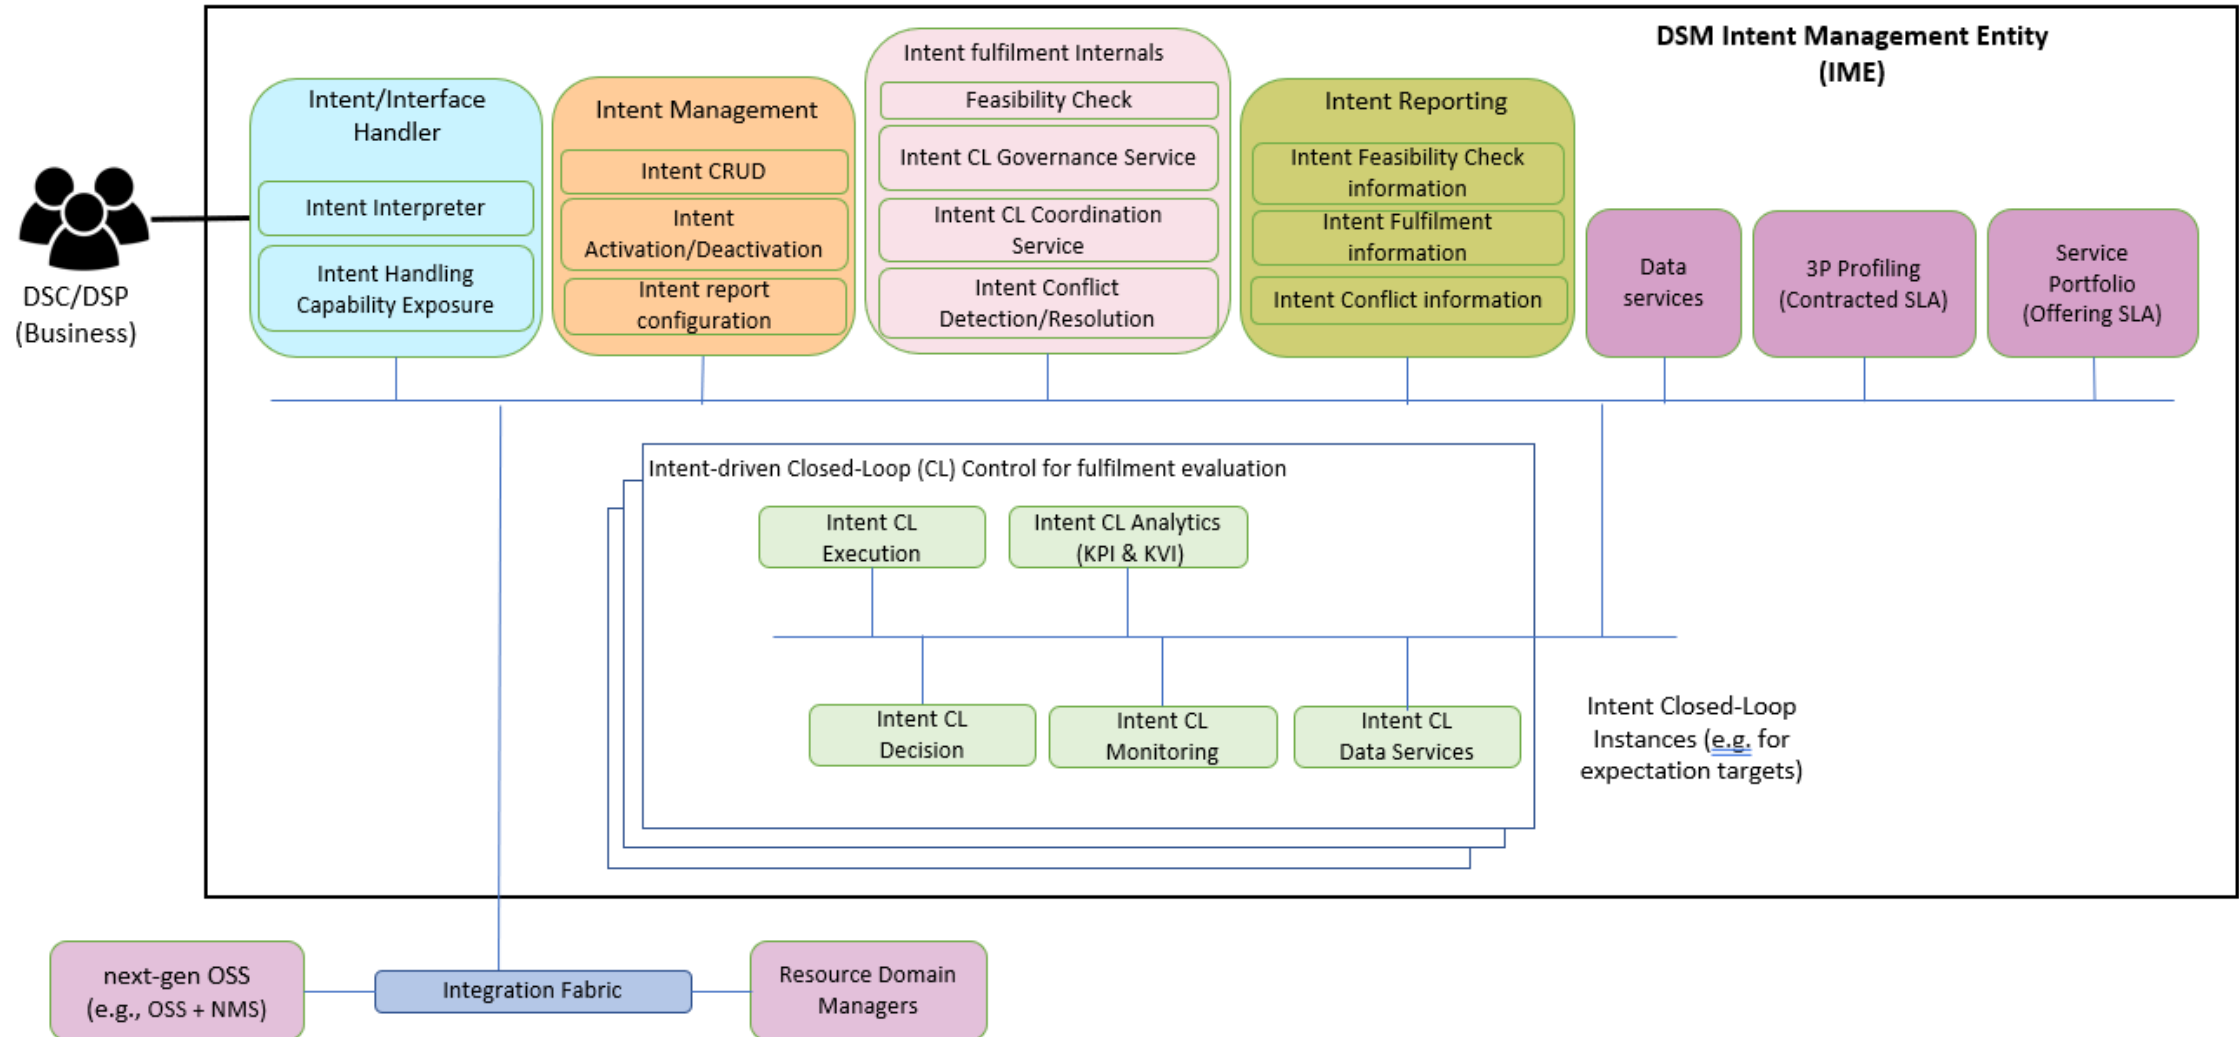 DSM Intent Management Entity
(IME)
DSC/DSP
(Business)
Intent/Interface
Handler
Intent Interpreter
Intent Handling
Capability Exposure
Intent Management
Intent CRUD
Intent
Activation/Deactivation
Intent report
configuration
Intent fulfilment Internals
Feasibility Check
Intent CL Governance Service
Intent CL Coordination
Service
Intent Conflict
Detection/Resolution
Intent Reporting
Intent Feasibility Check
information
Intent Fulfilment
information
Intent Conflict information
Data
services
3P Profiling
(Contracted SLA)
Service
Portfolio
(Offering SLA)
Intent-driven Closed-Loop (CL) Control for fulfilment evaluation
Intent CL
Execution
Intent CL Analytics
(KPI & KVI)
Intent CL
Decision
Intent CL
Monitoring
Intent CL
Data Services
Intent Closed-Loop
Instances (e.g. for
expectation targets)
next-gen OSS
(e.g., OSS + NMS)
Integration Fabric
Resource Domain
Managers